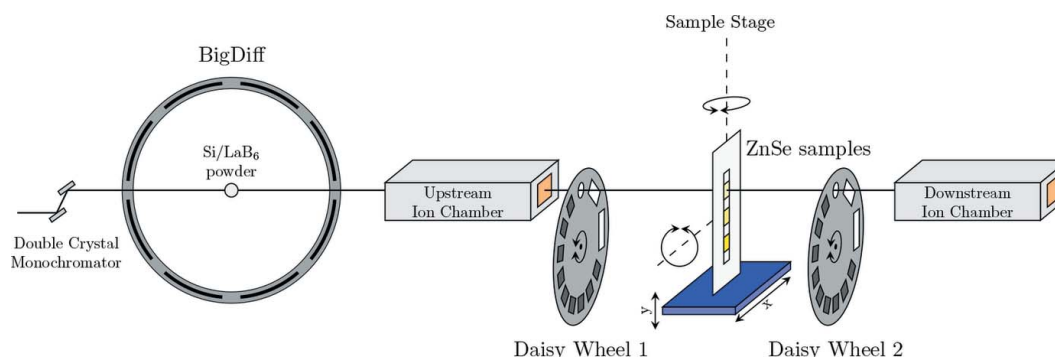 Sample Stage
BigDiff
Si/LaB₆
powder
ZnSe samples
Upstream
Ion Chamber
Downstream
Ion Chamber
Double Crystal
Monochromator
y
x
Daisy Wheel 1
Daisy Wheel 2